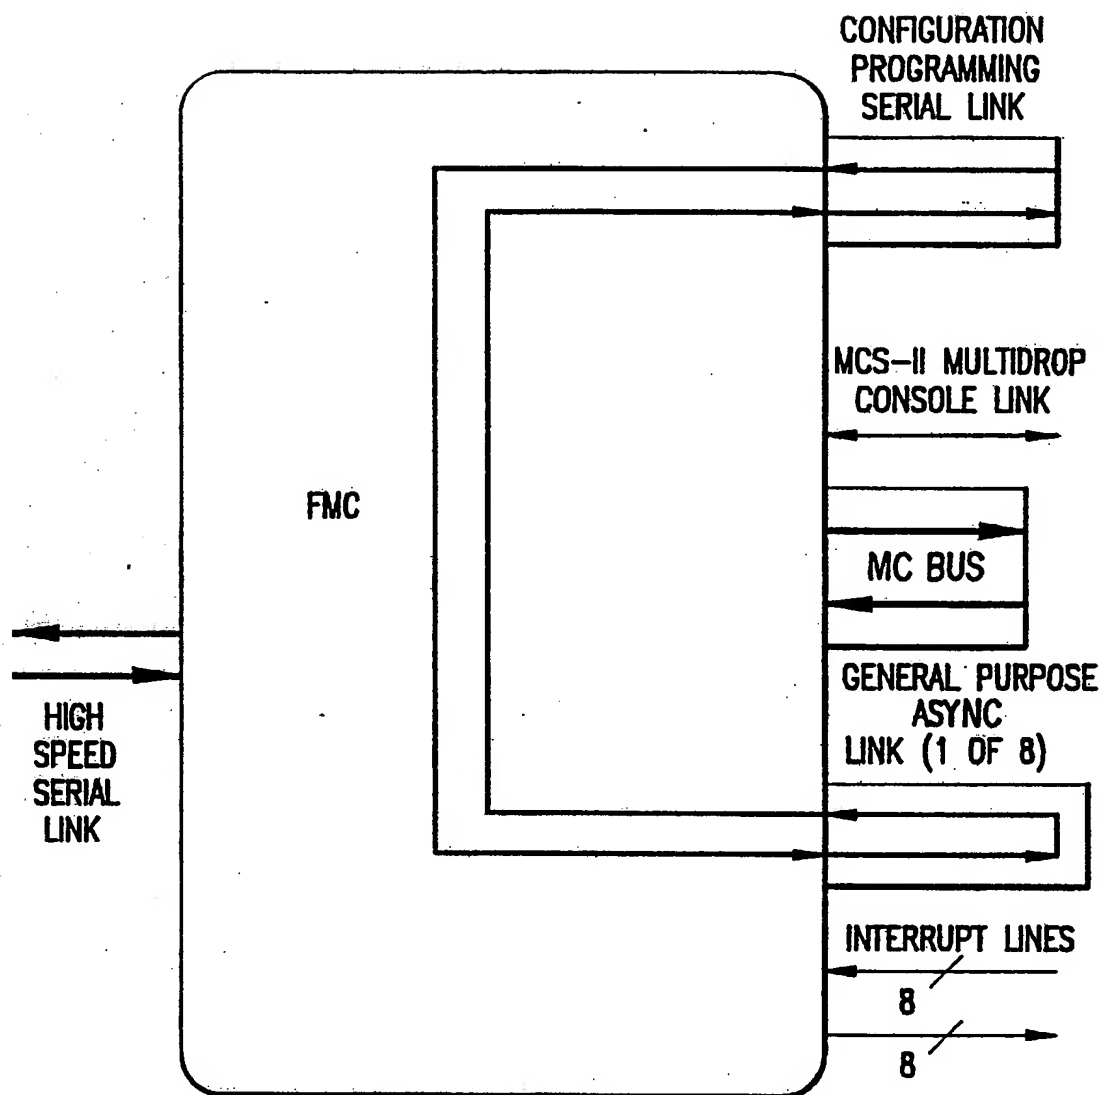 CONFIGURATION
PROGRAMMING
SERIAL LINK
MCS-II MULTIDROP
CONSOLE LINK
FMC
MC BUS
HIGH
SPEED
SERIAL
LINK
GENERAL PURPOSE
ASYNC
LINK (1 OF 8)
INTERRUPT LINES
8
8